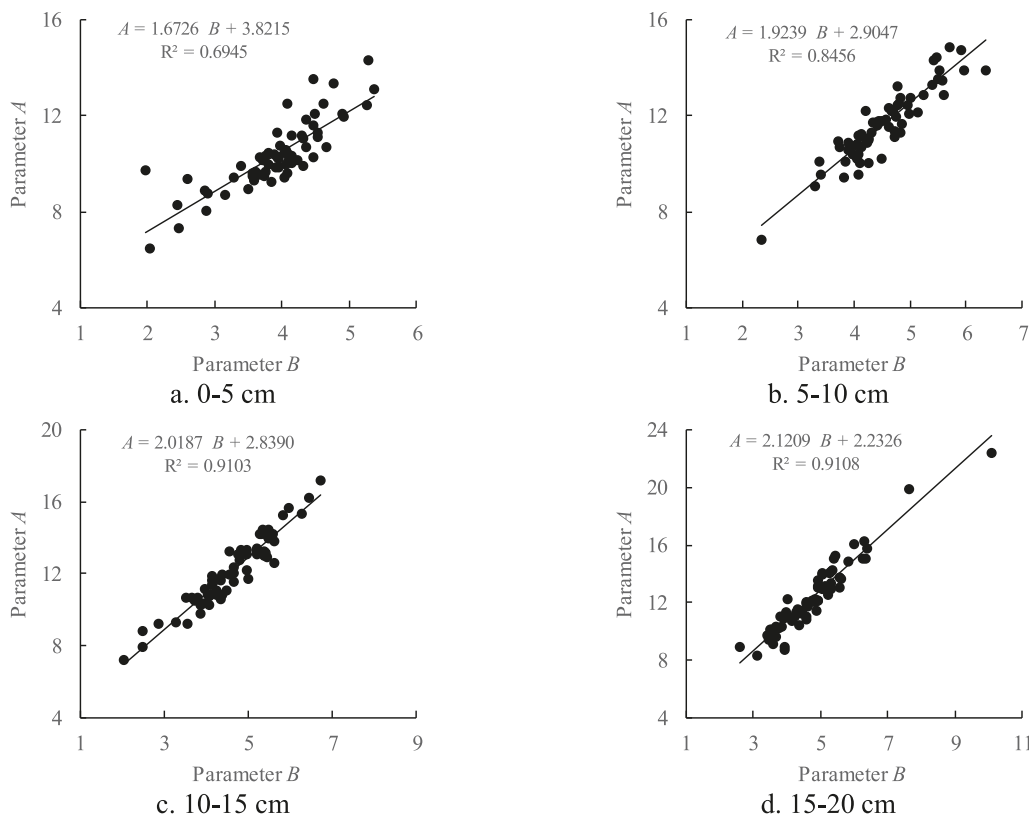 16
12
8
4
Parameter A
A = 1.6726 B + 3.8215
R² = 0.6945
1 2 3 4 5 6
Parameter B
a. 0-5 cm
16
12
8
4
Parameter A
A = 1.9239 B + 2.9047
R² = 0.8456
1 2 3 4 5 6 7
Parameter B
b. 5-10 cm
20
16
12
8
4
Parameter A
A = 2.0187 B + 2.8390
R² = 0.9103
1 3 5 7 9
Parameter B
c. 10-15 cm
24
20
16
12
8
4
Parameter A
A = 2.1209 B + 2.2326
R² = 0.9108
1 3 5 7 9 11
Parameter B
d. 15-20 cm